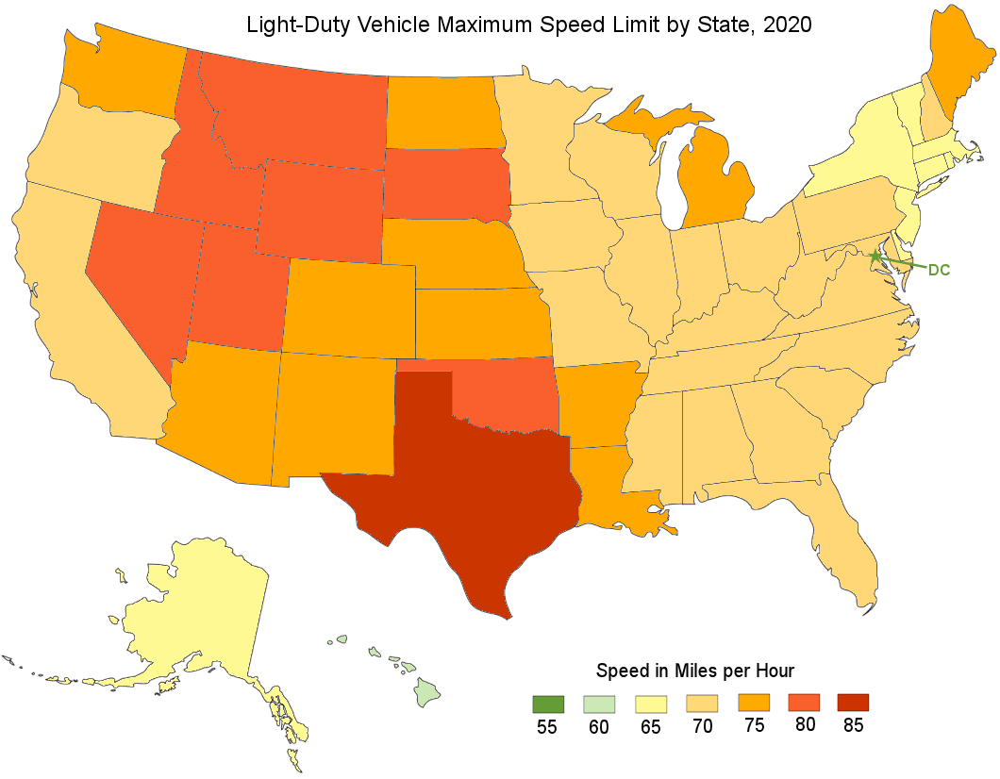 Light-Duty Vehicle Maximum Speed Limit by State, 2020
DC
Speed in Miles per Hour
55 60 65 70 75 80 85